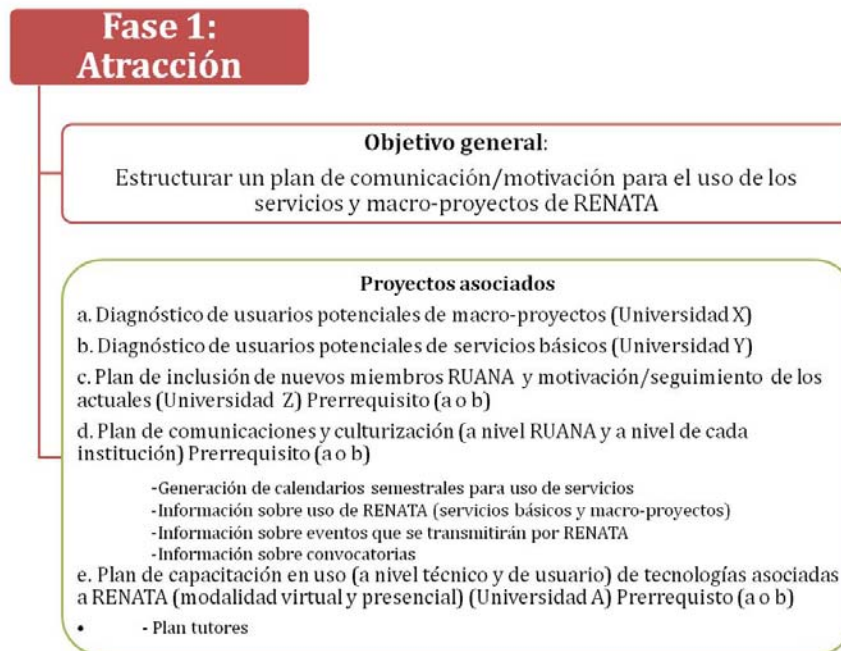 Fase 1:
Atracción
Objetivo general:
Estructurar un plan de comunicación/motivación para el uso de los
servicios y macro-proyectos de RENATA
Proyectos asociados
a. Diagnóstico de usuarios potenciales de macro-proyectos (Universidad X)
b. Diagnóstico de usuarios potenciales de servicios básicos (Universidad Y)
c. Plan de inclusión de nuevos miembros RUANA y motivación/seguimiento de los
actuales (Universidad Z) Prerrequisito (a o b)
d. Plan de comunicaciones y culturización (a nivel RUANA y a nivel de cada
institución) Prerrequisito (a o b)
-Generación de calendarios semestrales para uso de servicios
-Información sobre uso de RENATA (servicios básicos y macro-proyectos)
-Información sobre eventos que se transmitirán por RENATA
-Información sobre convocatorias
e. Plan de capacitación en uso (a nivel técnico y de usuario) de tecnologías asociadas
a RENATA (modalidad virtual y presencial) (Universidad A) Prerrequisto (a o b)
• - Plan tutores